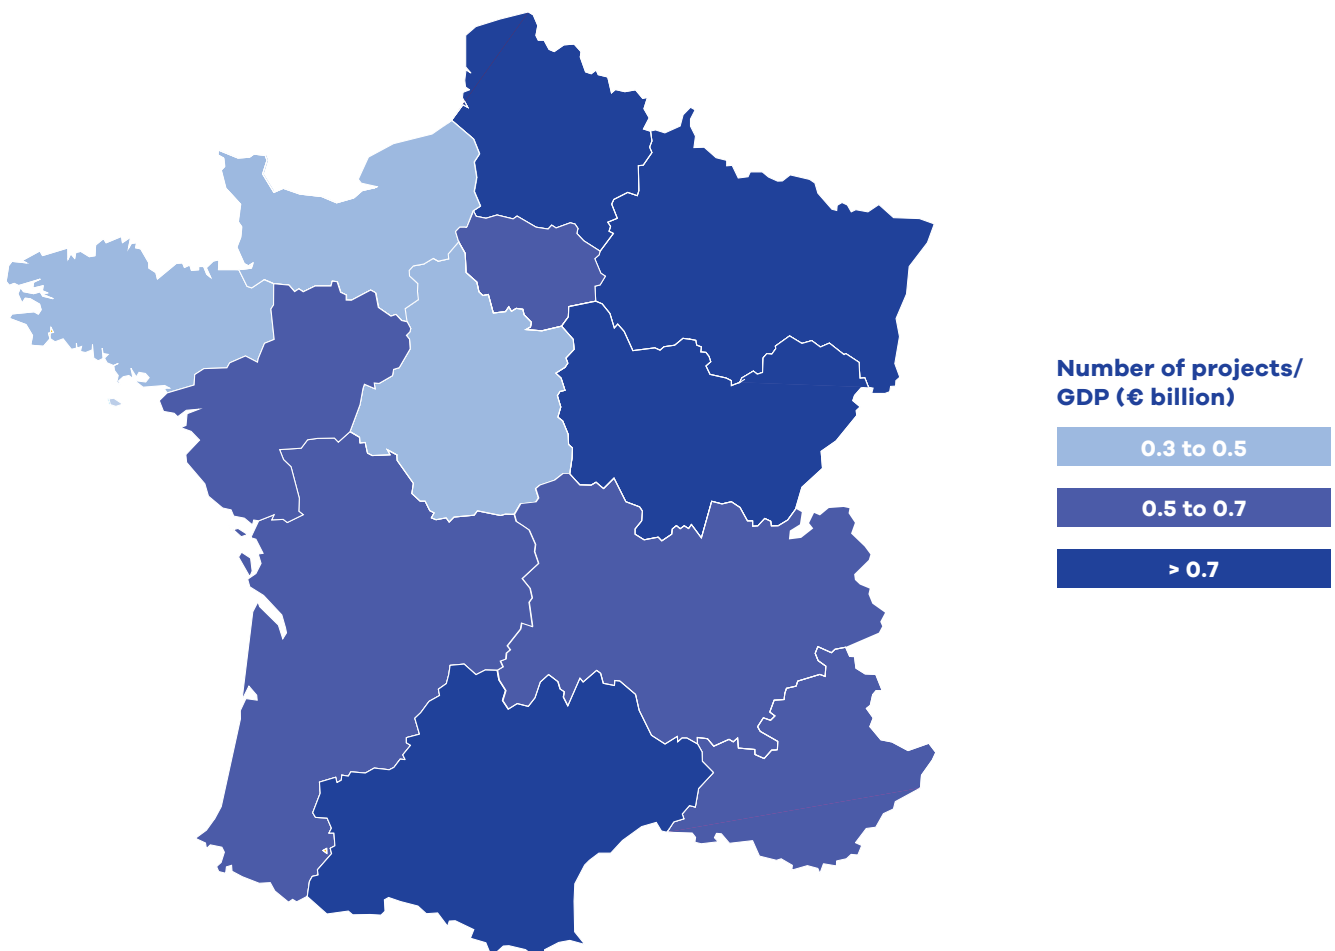 Number of projects/
GDP (€ billion)
0.3 to 0.5
0.5 to 0.7
> 0.7